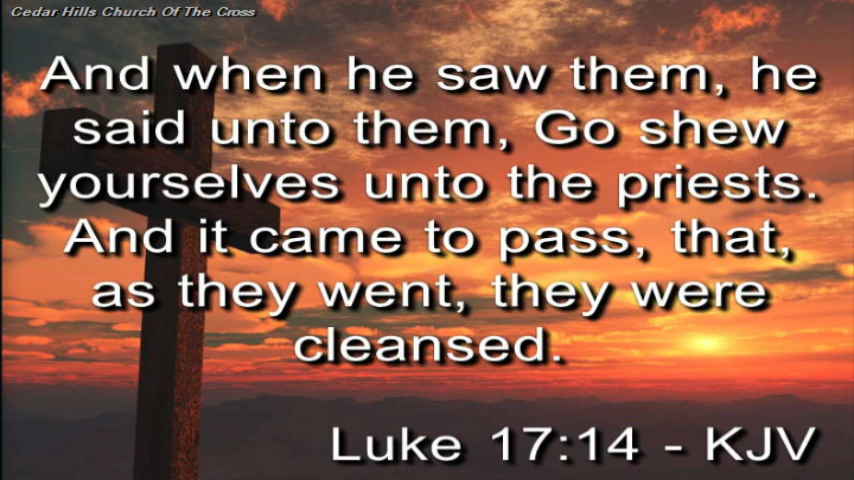 Cedar Hills Church Of The Cross
And when he saw them, he
said unto them, Go shew
yourselves unto the priests.
And it came to pass, that,
as they went, they were
cleansed.
Luke 17:14 - KJV